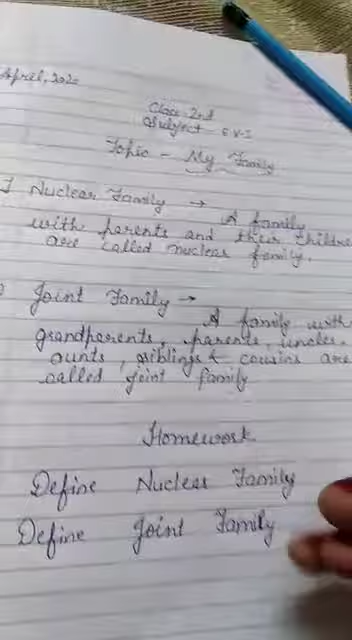 April, 2020
Class 2nd
Subject - E.V.S
Topic - My Family
Nuclear Family → A family
with parents and their children
are called nuclear family.
Joint Family → A family with
grandparents, parents, uncles,
aunts, siblings & cousins are
called joint family
Homework
Define Nuclear Family
Define Joint Family